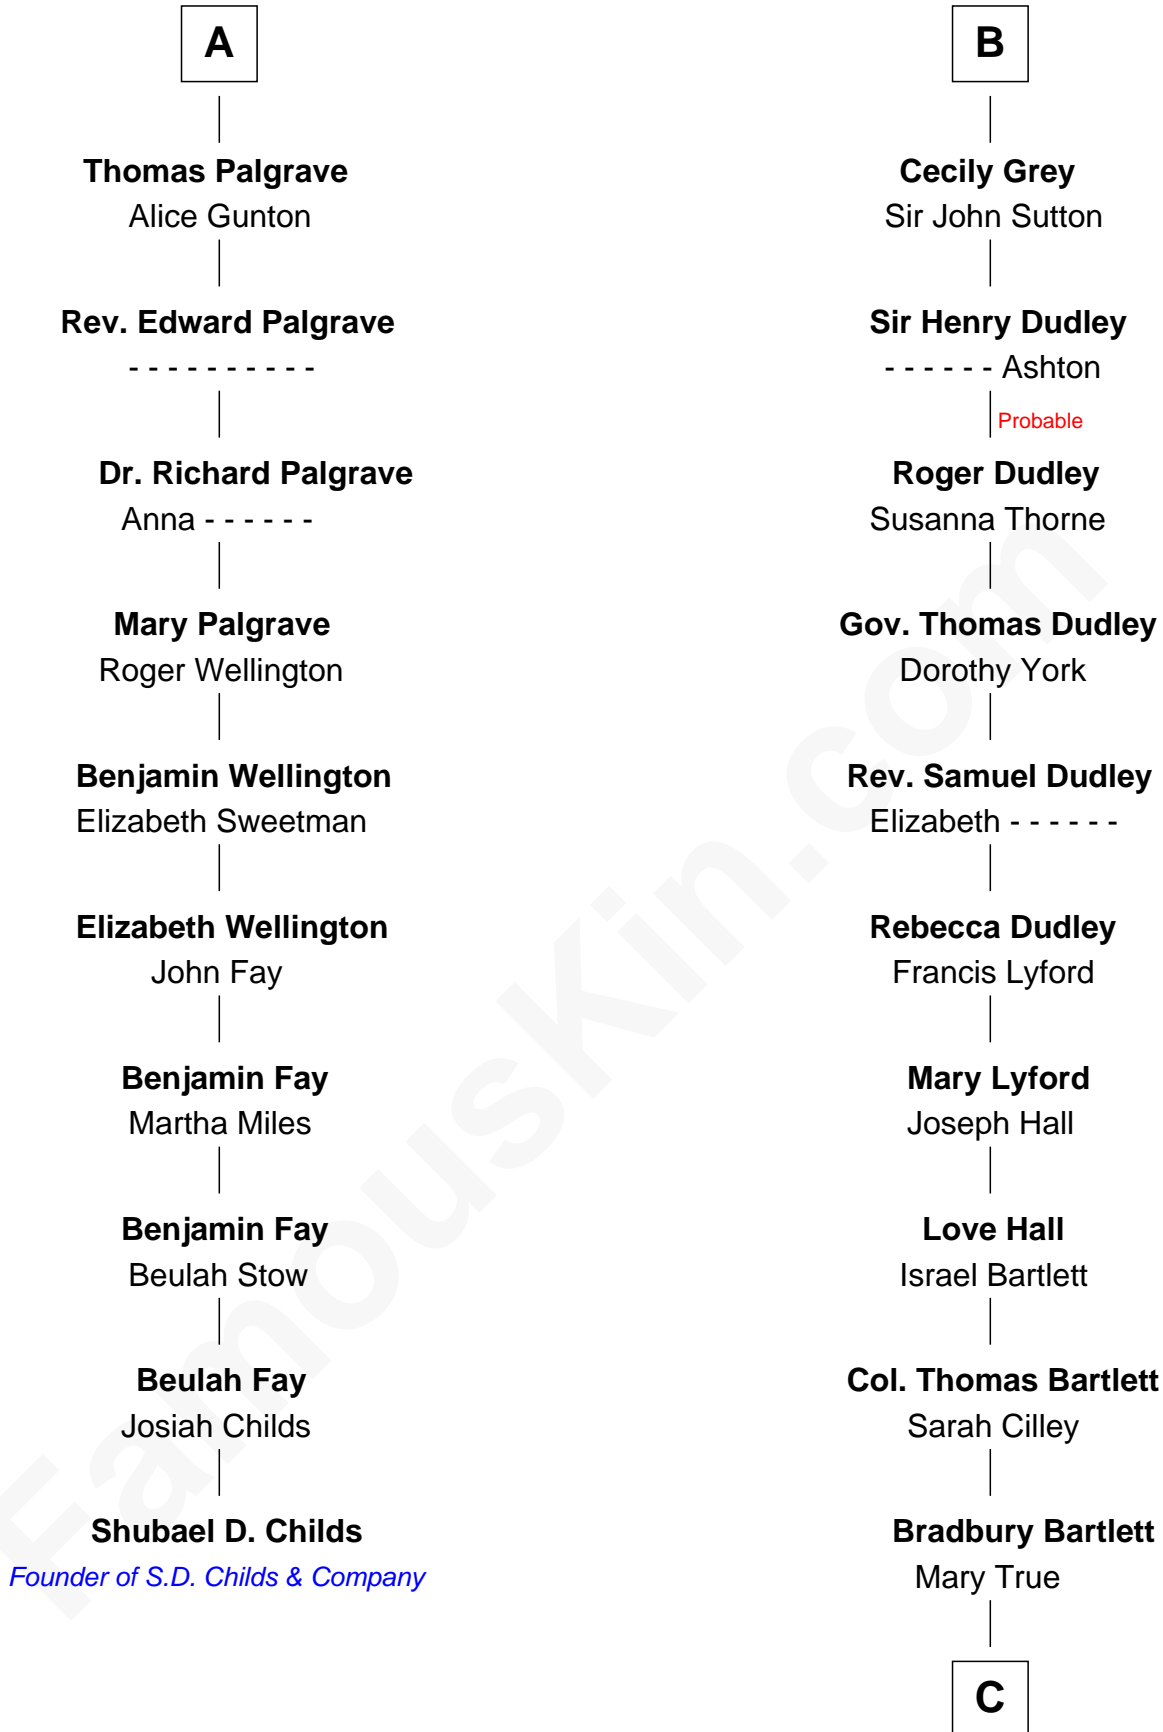 A
Thomas Palgrave
Alice Gunton
Rev. Edward Palgrave
- - - - - - - - - -
Dr. Richard Palgrave
Anna - - - - - -
Mary Palgrave
Roger Wellington
Benjamin Wellington
Elizabeth Sweetman
Elizabeth Wellington
John Fay
Benjamin Fay
Martha Miles
Benjamin Fay
Beulah Stow
Beulah Fay
Josiah Childs
Shubael D. Childs
Founder of S.D. Childs & Company
B
Cecily Grey
Sir John Sutton
Sir Henry Dudley
- - - - - - Ashton
Probable
Roger Dudley
Susanna Thorne
Gov. Thomas Dudley
Dorothy York
Rev. Samuel Dudley
Elizabeth - - - - - -
Rebecca Dudley
Francis Lyford
Mary Lyford
Joseph Hall
Love Hall
Israel Bartlett
Col. Thomas Bartlett
Sarah Cilley
Bradbury Bartlett
Mary True
C
FamousKin.com